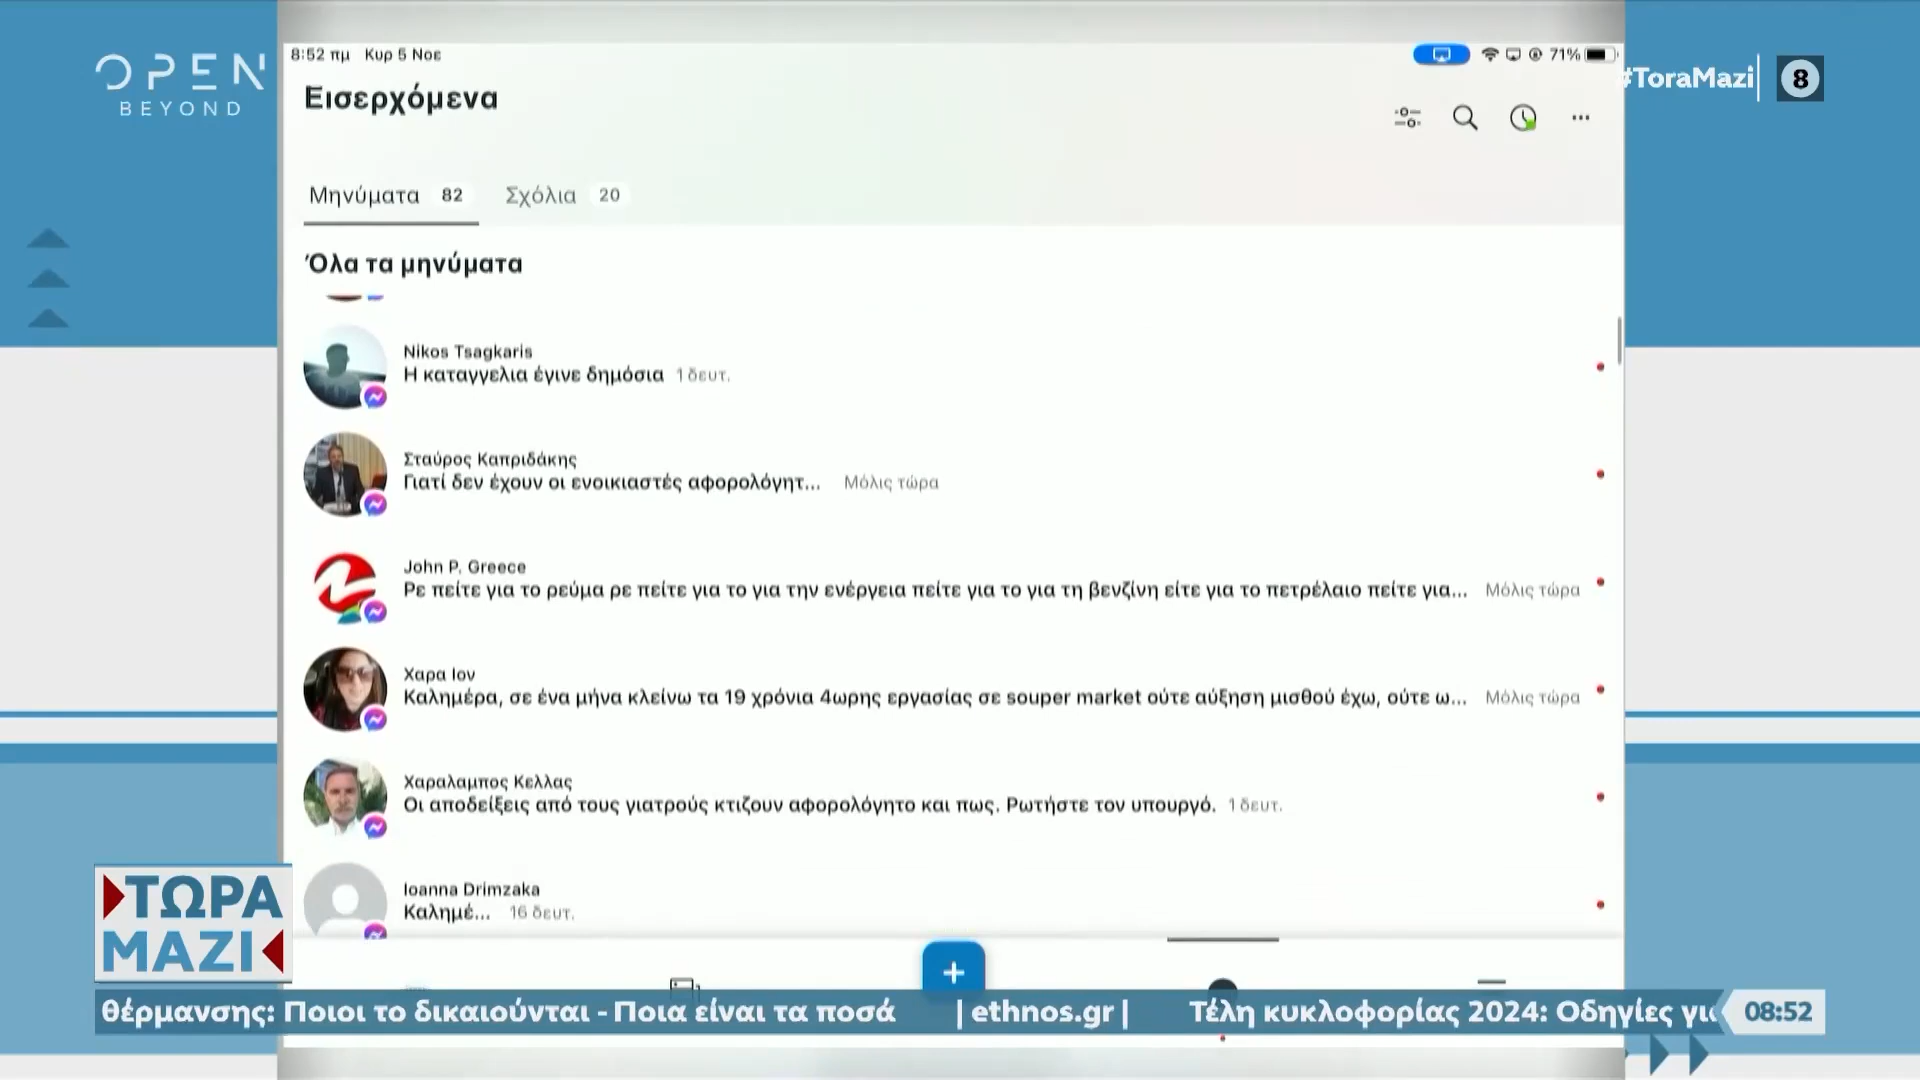 OPEN
BEYOND
8:52 πμ Κυρ 5 Νοε
71%
#ToraMazi
8
Εισερχόμενα
Μηνύματα 82 Σχόλια 20
Όλα τα μηνύματα
Nikos Tsagkaris
Η καταγγελια έγινε δημόσια 1 δευτ.
Σταύρος Καπριδάκης
Γιατί δεν έχουν οι ενοικιαστές αφορολόγητ... Μόλις τώρα
John P. Greece
Ρε πείτε για το ρεύμα ρε πείτε για το για την ενέργεια πείτε για το για τη βενζίνη είτε για το πετρέλαιο πείτε για... Μόλις τώρα
Χαρα Ιον
Καλημέρα, σε ένα μήνα κλείνω τα 19 χρόνια 4ωρης εργασίας σε souper market ούτε αύξηση μισθού έχω, ούτε ω... Μόλις τώρα
Χαραλαμπος Κελλας
Οι αποδείξεις από τους γιατρούς κτιζουν αφορολόγητο και πως. Ρωτήστε τον υπουργό. 1 δευτ.
Ioanna Drimzaka
Καλημέ... 16 δευτ.
ΤΩΡΑ
ΜΑΖΙ
θέρμανσης: Ποιοι το δικαιούνται - Ποια είναι τα ποσά | ethnos.gr | Τέλη κυκλοφορίας 2024: Οδηγίες για 08:52